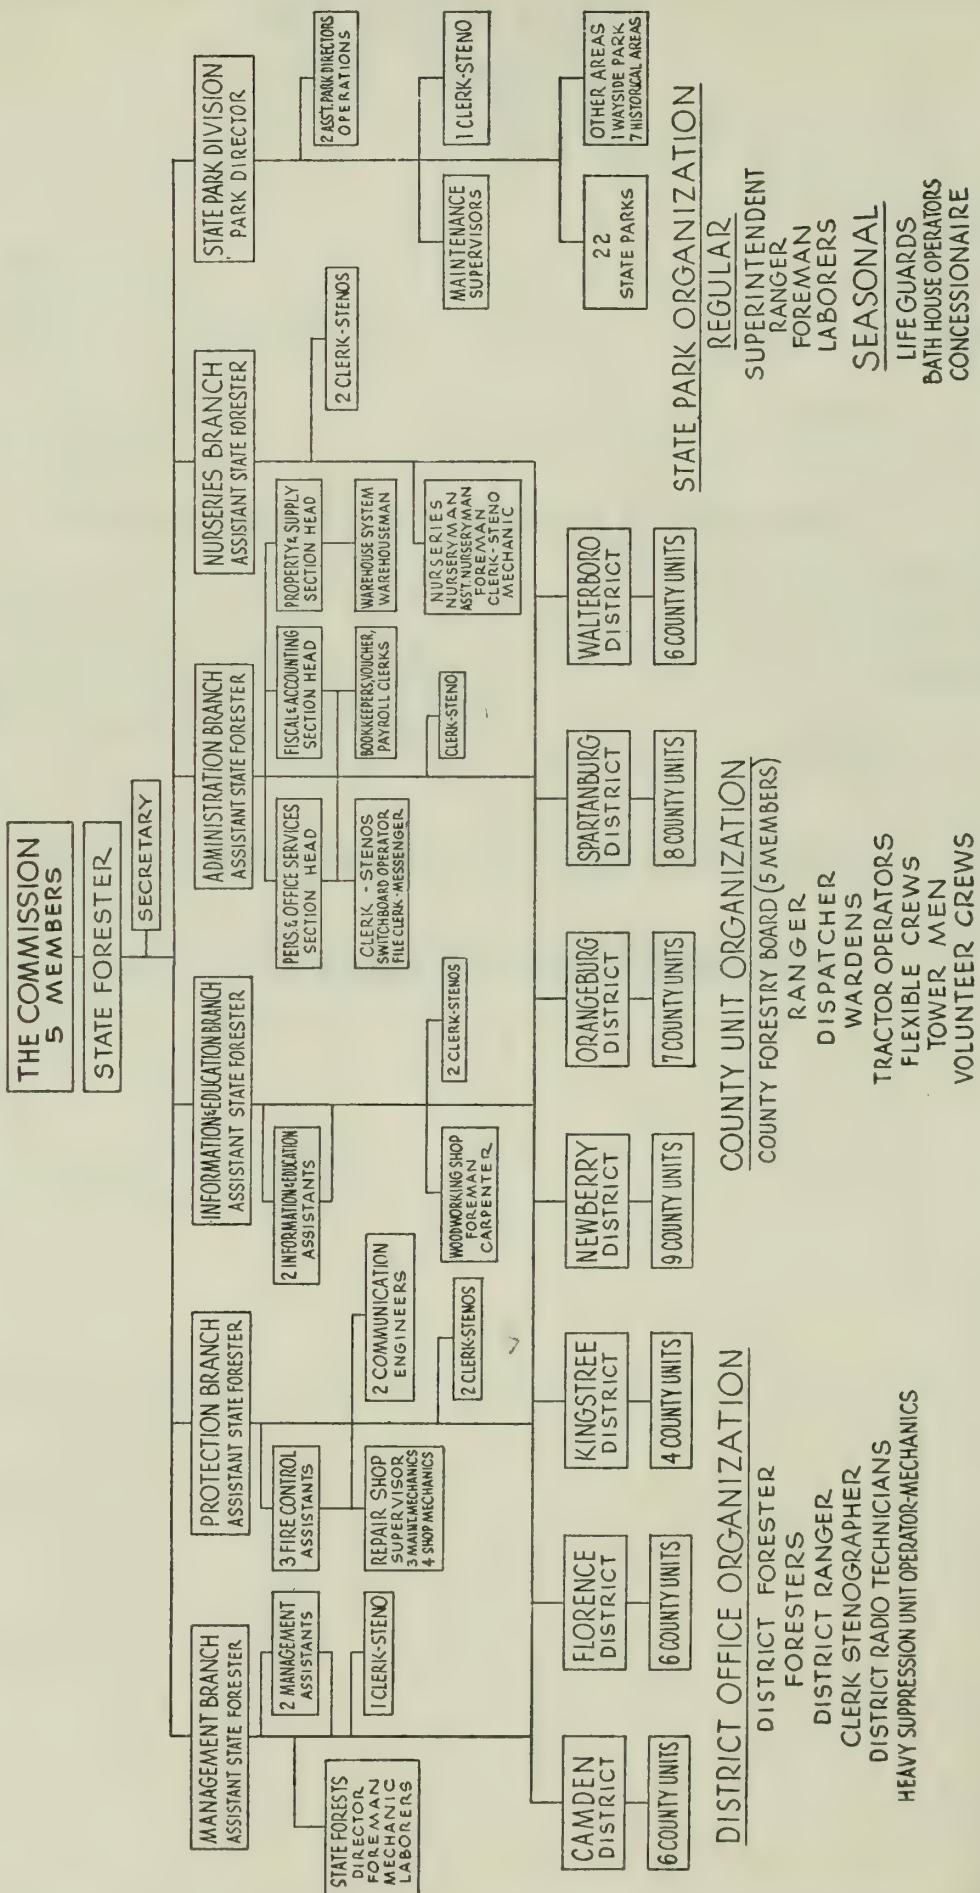 THE COMMISSION
5 MEMBERS
STATE FORESTER
SECRETARY
MANAGEMENT BRANCH
ASSISTANT STATE FORESTER
PROTECTION BRANCH
ASSISTANT STATE FORESTER
INFORMATION & EDUCATION BRANCH
ASSISTANT STATE FORESTER
ADMINISTRATION BRANCH
ASSISTANT STATE FORESTER
NURSERIES BRANCH
ASSISTANT STATE FORESTER
STATE PARK DIVISION
PARK DIRECTOR
2 MANAGEMENT
ASSISTANTS
1 CLERK-STENO
STATE FORESTS
DIRECTOR
FOREMAN
MECHANIC
LABORERS
3 FIRE CONTROL
ASSISTANTS
REPAIR SHOP
SUPERVISOR
3 MAINT. MECHANICS
4 SHOP MECHANICS
2 COMMUNICATION
ENGINEERS
2 CLERK-STENOS
2 INFORMATION & EDUCATION
ASSISTANTS
WOODWORKING SHOP
FOREMAN
CARPENTER
2 CLERK-STENOS
PERS. & OFFICE SERVICES
SECTION HEAD
FISCAL & ACCOUNTING
SECTION HEAD
PROPERTY & SUPPLY
SECTION HEAD
CLERK - STENOS
SWITCHBOARD OPERATOR
FILE CLERK - MESSENGER
BOOKKEEPERS, VOUCHER,
PAYROLL CLERKS
WAREHOUSE SYSTEM
WAREHOUSEMAN
CLERK-STENO
2 CLERK-STENOS
NURSERIES
NURSERYMAN
ASST. NURSERYMAN
FOREMAN
CLERK-STENO
MECHANIC
2 ASST. PARK DIRECTORS
OPERATIONS
MAINTENANCE
SUPERVISORS
1 CLERK-STENO
22
STATE PARKS
OTHER AREAS
1 WAYSIDE PARK
7 HISTORICAL AREAS
CAMDEN
DISTRICT
6 COUNTY UNITS
FLORENCE
DISTRICT
6 COUNTY UNITS
KINGSTREE
DISTRICT
4 COUNTY UNITS
NEWBERRY
DISTRICT
9 COUNTY UNITS
ORANGEBURG
DISTRICT
7 COUNTY UNITS
SPARTANBURG
DISTRICT
8 COUNTY UNITS
WALTERBORO
DISTRICT
6 COUNTY UNITS
DISTRICT OFFICE ORGANIZATION
DISTRICT FORESTER
FORESTERS
DISTRICT RANGER
CLERK STENOGRAPHER
DISTRICT RADIO TECHNICIANS
HEAVY SUPPRESSION UNIT OPERATOR-MECHANICS
COUNTY UNIT ORGANIZATION
COUNTY FORESTRY BOARD (5 MEMBERS)
RANGER
DISPATCHER
WARDENS
TRACTOR OPERATORS
FLEXIBLE CREWS
TOWER MEN
VOLUNTEER CREWS
STATE PARK ORGANIZATION
REGULAR
SUPERINTENDENT
RANGER
FOREMAN
LABORERS
SEASONAL
LIFE GUARDS
BATH HOUSE OPERATORS
CONCESSIONAIRE